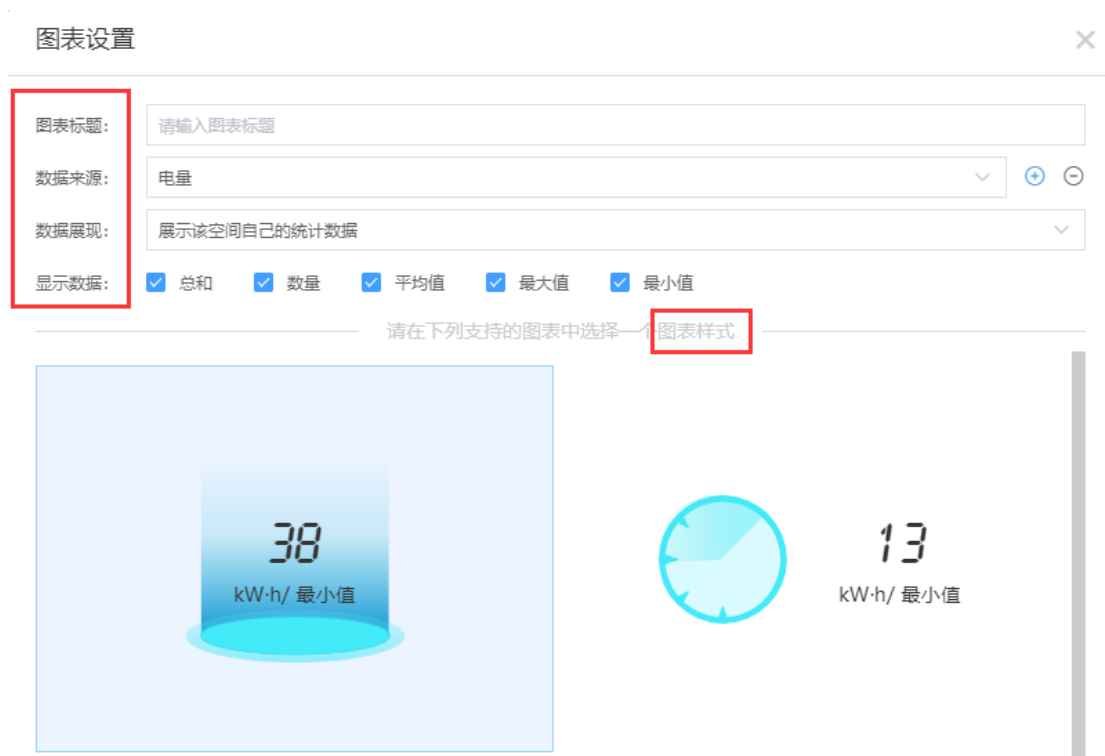 图表设置
图表标题:
请输入图表标题
数据来源:
电量
数据展现:
展示该空间自己的统计数据
显示数据: 总和 数量 平均值 最大值 最小值
请在下列支持的图表中选择一个图表样式
38
kW·h/ 最小值
13
kW·h/ 最小值